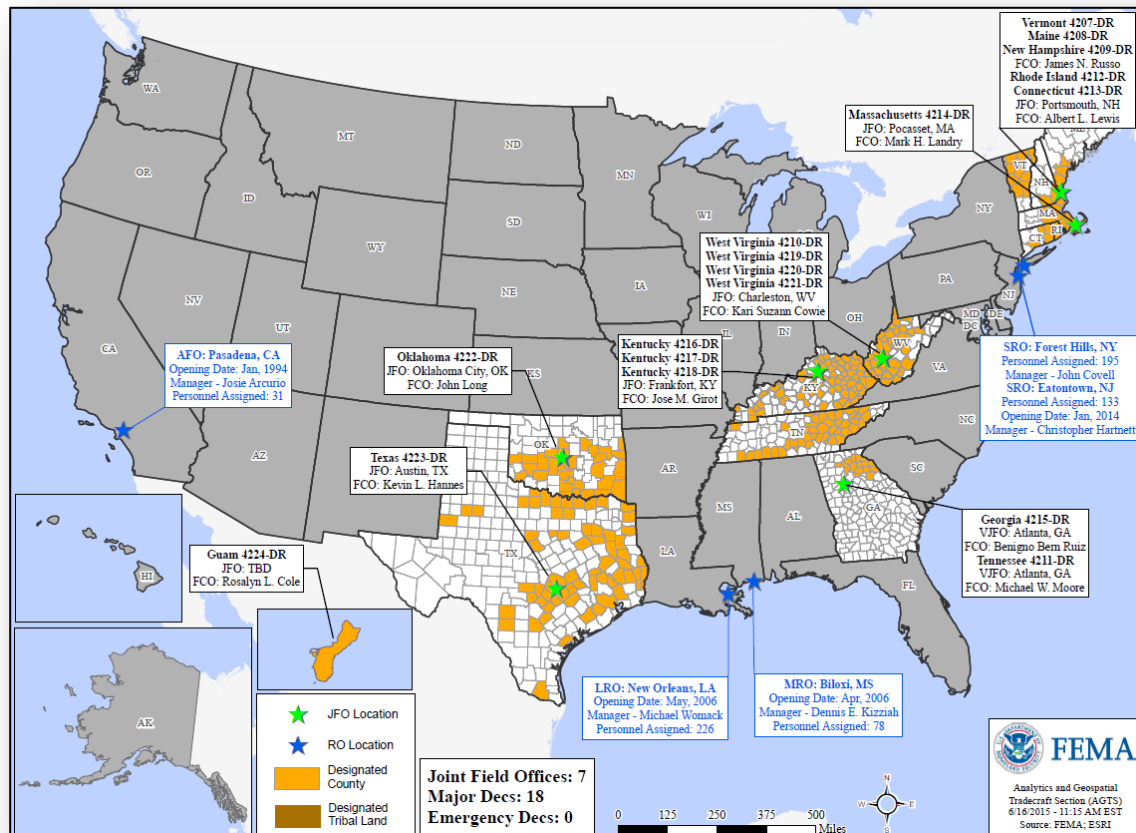 Vermont 4207-DR
Maine 4208-DR
New Hampshire 4209-DR
FCO: James N. Russo
Rhode Island 4212-DR
Connecticut 4213-DR
JFO: Portsmouth, NH
FCO: Albert L. Lewis
Massachusetts 4214-DR
JFO: Pocasset, MA
FCO: Mark H. Landry
West Virginia 4210-DR
West Virginia 4219-DR
West Virginia 4220-DR
West Virginia 4221-DR
JFO: Charleston, WV
FCO: Kari Suzann Cowie
Kentucky 4216-DR
Kentucky 4217-DR
Kentucky 4218-DR
JFO: Frankfort, KY
FCO: Jose M. Girot
Oklahoma 4222-DR
JFO: Oklahoma City, OK
FCO: John Long
AFO: Pasadena, CA
Opening Date: Jan, 1994
Manager - Josie Arcurio
Personnel Assigned: 31
SRO: Forest Hills, NY
Personnel Assigned: 195
Manager - John Covell
SRO: Eatontown, NJ
Personnel Assigned: 133
Opening Date: Jan, 2014
Manager - Christopher Hartnett
Texas 4223-DR
JFO: Austin, TX
FCO: Kevin L. Hannes
Georgia 4215-DR
VJFO: Atlanta, GA
FCO: Benigno Bern Ruiz
Tennessee 4211-DR
VJFO: Atlanta, GA
FCO: Michael W. Moore
Guam 4224-DR
JFO: TBD
FCO: Rosalyn L. Cole
LRO: New Orleans, LA
Opening Date: May, 2006
Manager - Michael Womack
Personnel Assigned: 226
MRO: Biloxi, MS
Opening Date: Apr, 2006
Manager - Dennis E. Kizziah
Personnel Assigned: 78
WA
MT
ND
MN
OR
ID
SD
WI
WY
NE
IA
NV
UT
CA
KS
AZ
OK
AR
TX
LA
MS
AL
GA
FL
SC
NC
TN
KY
VA
WV
OH
IN
IL
PA
NJ
MD
DE
DC
NY
VT
NH
ME
MA
CT
RI
HI
AK
JFO Location
RO Location
Designated
County
Designated
Tribal Land
Joint Field Offices: 7
Major Decs: 18
Emergency Decs: 0
N
W
E
S
0 125 250 375 500
Miles
FEMA
Analytics and Geospatial
Tradecraft Section (AGTS)
6/16/2015 - 11:15 AM EST
Source: FEMA; ESRI